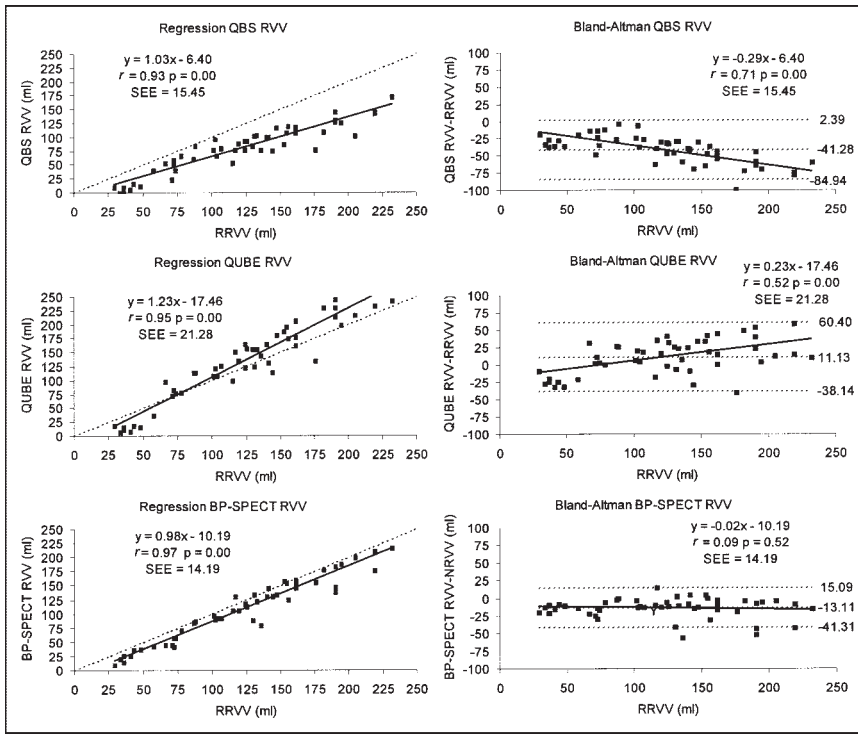 Regression QBS RVV
y = 1.03x - 6.40
r = 0.93 p = 0.00
SEE = 15.45
QBS RVV (ml)
250
225
200
175
150
125
100
75
50
25
0
0 25 50 75 100 125 150 175 200 225 250
RRVV (ml)
Bland-Altman QBS RVV
y = -0.29x - 6.40
r = 0.71 p = 0.00
SEE = 15.45
QBS RVV-RRVV (ml)
100
75
50
25
0
-25
-50
-75
-100
2.39
-41.28
-84.94
0 50 100 150 200 250
RRVV (ml)
Regression QUBE RVV
y = 1.23x - 17.46
r = 0.95 p = 0.00
SEE = 21.28
QUBE RVV (ml)
250
225
200
175
150
125
100
75
50
25
0
0 25 50 75 100 125 150 175 200 225 250
RRVV (ml)
Bland-Altman QUBE RVV
y = 0.23x - 17.46
r = 0.52 p = 0.00
SEE = 21.28
QUBE RVV-RRVV (ml)
100
75
50
25
0
-25
-50
-75
-100
60.40
11.13
-38.14
0 50 100 150 200 250
RRVV (ml)
Regression BP-SPECT RVV
y = 0.98x - 10.19
r = 0.97 p = 0.00
SEE = 14.19
BP-SPECT RVV (ml)
250
225
200
175
150
125
100
75
50
25
0
0 25 50 75 100 125 150 175 200 225 250
RRVV (ml)
Bland-Altman BP-SPECT RVV
y = -0.02x - 10.19
r = 0.09 p = 0.52
SEE = 14.19
BP-SPECT RVV-NRVV (ml)
100
75
50
25
0
-25
-50
-75
-100
15.09
-13.11
-41.31
0 50 100 150 200 250
RRVV (ml)